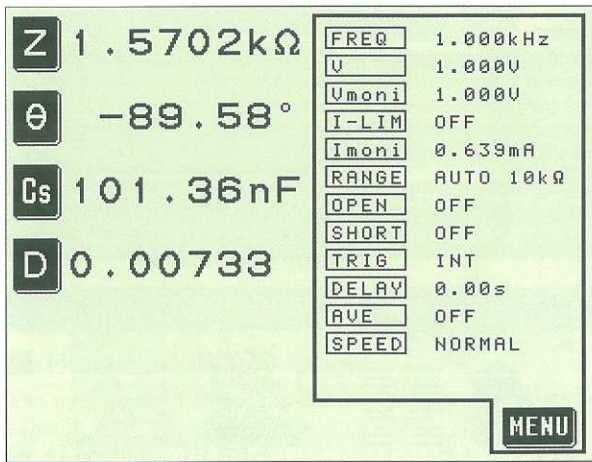 Z 1.5702kΩ
θ -89.58°
Cs 101.36nF
D 0.00733
FREQ 1.000kHz
V 1.000V
Vmoni 1.000V
I-LIM OFF
Imoni 0.639mA
RANGE AUTO 10kΩ
OPEN OFF
SHORT OFF
TRIG INT
DELAY 0.00s
AVE OFF
SPEED NORMAL
MENU